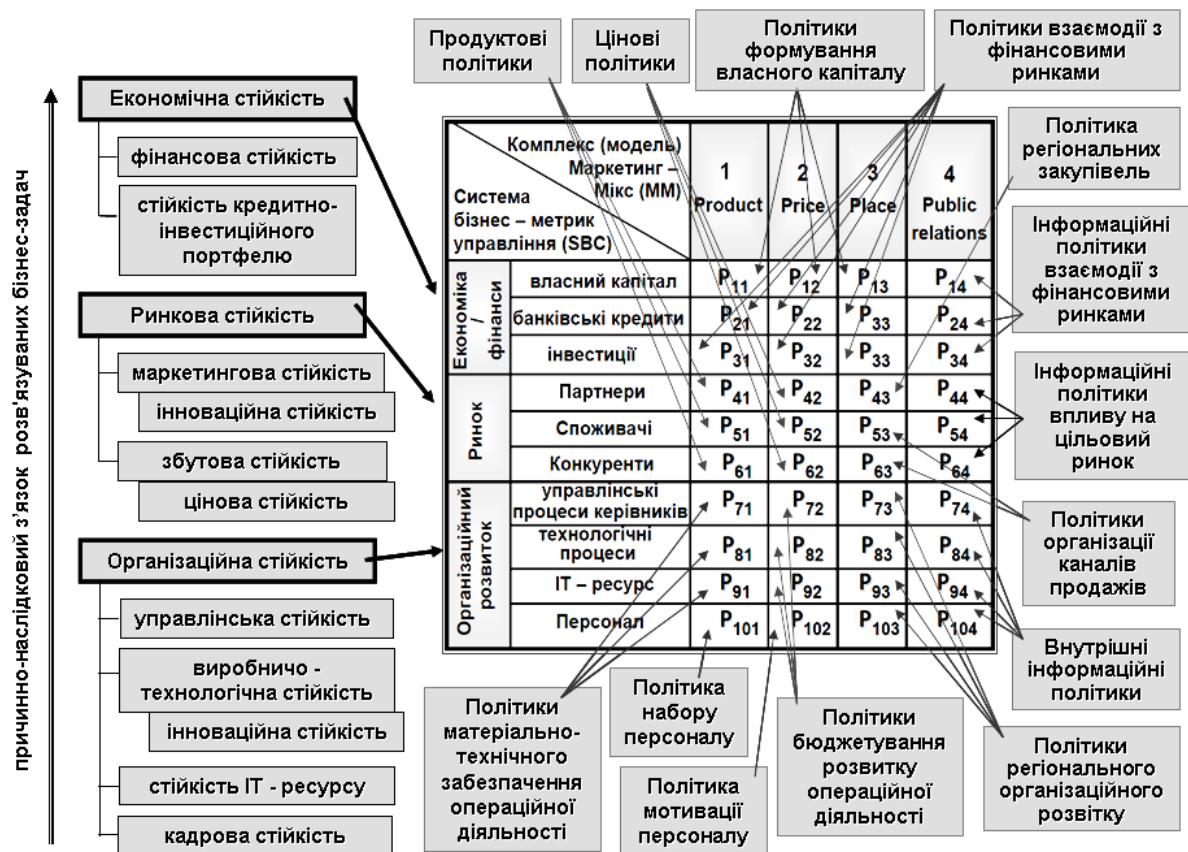 Продуктові
політики
Цінові
політики
Політики
формування
власного капіталу
Політики взаємодії з
фінансовими
ринками
причинно-наслідковий з’язок розв'язуваних бізнес-задач
Економічна стійкість
фінансова стійкість
стійкість кредитно-
інвестиційного
портфелю
Ринкова стійкість
маркетингова стійкість
інноваційна стійкість
збутова стійкість
цінова стійкість
Організаційна стійкість
управлінська стійкість
виробничо -
технологічна стійкість
інноваційна стійкість
стійкість ІТ - ресурсу
кадрова стійкість
Комплекс (модель)
Маркетинг –
Мікс (ММ)
Система
бізнес – метрик
управління (SBC)
1
Product
2
Price
3
Place
4
Public
relations
Економіка
/
фінанси
власний капітал P11 P12 P13 P14
банківські кредити P21 P22 P33 P24
інвестиції P31 P32 P33 P34
Ринок
Партнери P41 P42 P43 P44
Споживачі P51 P52 P53 P54
Конкуренти P61 P62 P63 P64
Організаційний
розвиток
управлінські
процеси керівників P71 P72 P73 P74
технологічні
процеси P81 P82 P83 P84
ІТ – ресурс P91 P92 P93 P94
Персонал P101 P102 P103 P104
Політика
регіональних
закупівель
Інформаційні
політики
взаємодії з
фінансовими
ринками
Інформаційні
політики
впливу на
цільовий
ринок
Політики
організації
каналів
продажів
Внутрішні
інформаційні
політики
Політики
матеріально-
технічного
забезпачення
операційної
діяльності
Політика
набору
персоналу
Політика
мотивації
персоналу
Політики
бюджетування
розвитку
операційної
діяльності
Політики
регіонального
організаційного
розвітку